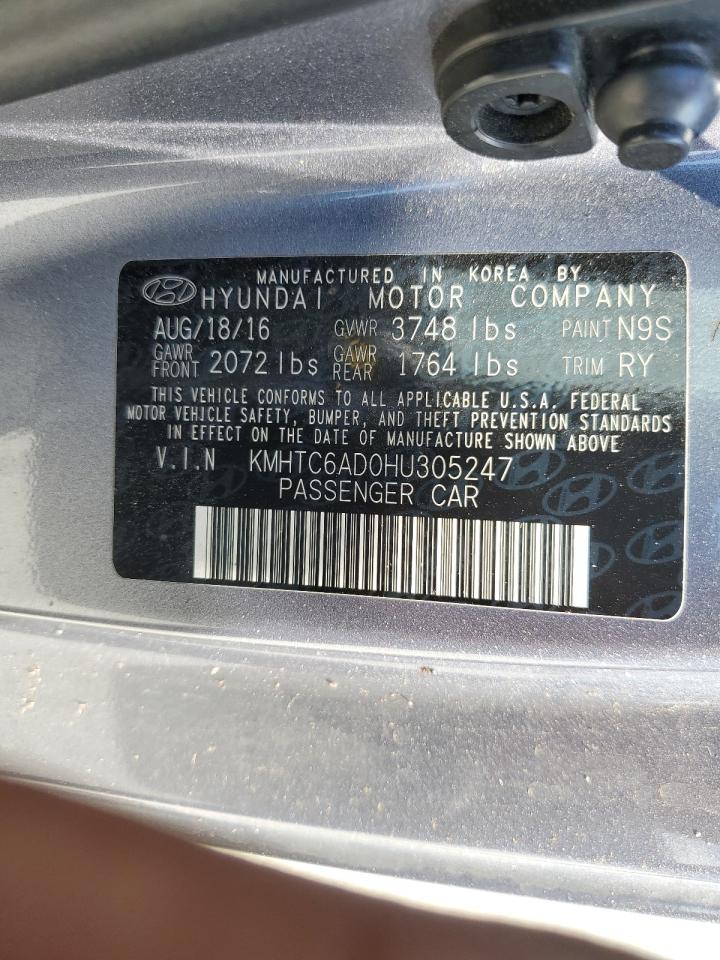 MANUFACTURED IN KOREA BY
HYUNDAI MOTOR COMPANY
AUG/18/16 GVWR 3748 lbs PAINT N9S
GAWR FRONT 2072 lbs GAWR REAR 1764 lbs TRIM RY
THIS VEHICLE CONFORMS TO ALL APPLICABLE U.S.A. FEDERAL
MOTOR VEHICLE SAFETY, BUMPER, AND THEFT PREVENTION STANDARDS
IN EFFECT ON THE DATE OF MANUFACTURE SHOWN ABOVE
V.I.N KMHTC6AD0HU305247
PASSENGER CAR